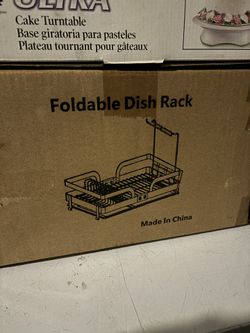 ULTRA
Cake Turntable
Base giratoria para pasteles
Plateau tournant pour gâteaux
Foldable Dish Rack
Made In China